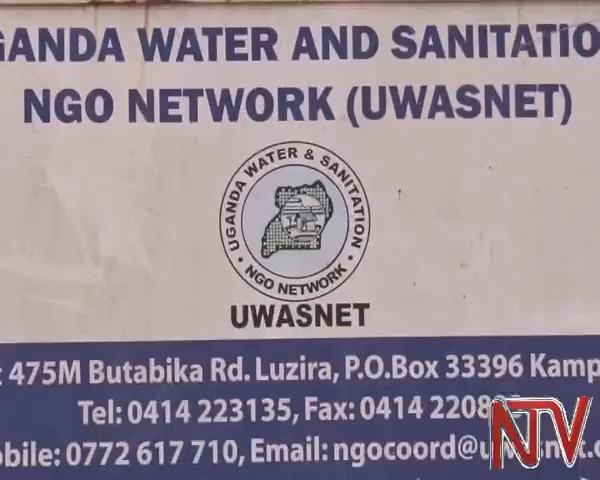 GANDA WATER AND SANITATIO
NGO NETWORK (UWASNET)
UGANDA WATER & SANITATION
• NGO NETWORK •
UWASNET
: 475M Butabika Rd. Luzira, P.O.Box 33396 Kamp
Tel: 0414 223135, Fax: 0414 2208
obile: 0772 617 710, Email: ngocoord@uwasnet.o
NTV